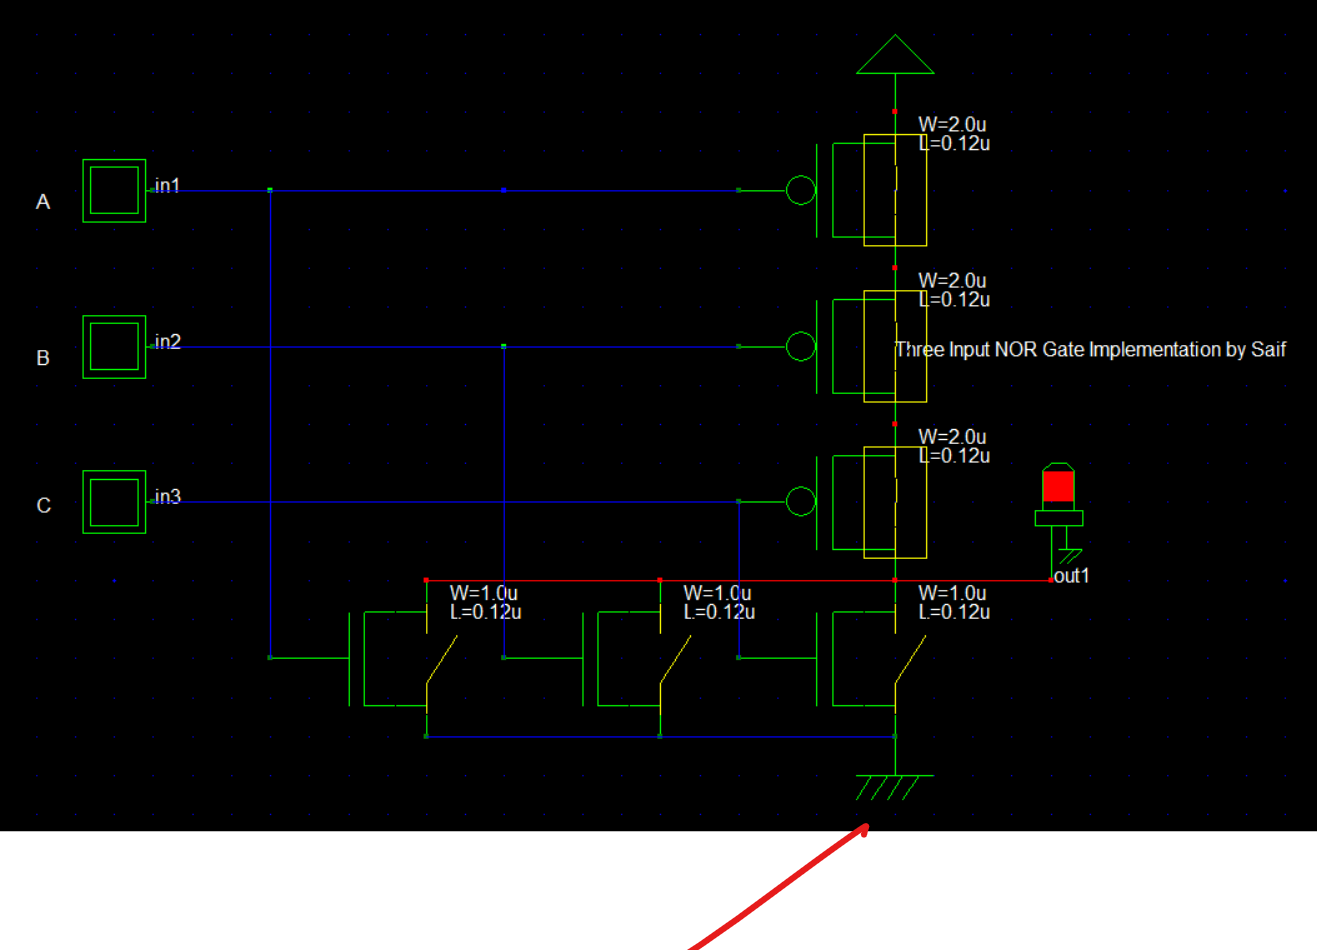 W=2.0u
L=0.12u
A
in1
W=2.0u
L=0.12u
B
in2
Three Input NOR Gate Implementation by Saif
W=2.0u
L=0.12u
C
in3
out1
W=1.0u
L=0.12u
W=1.0u
L=0.12u
W=1.0u
L=0.12u